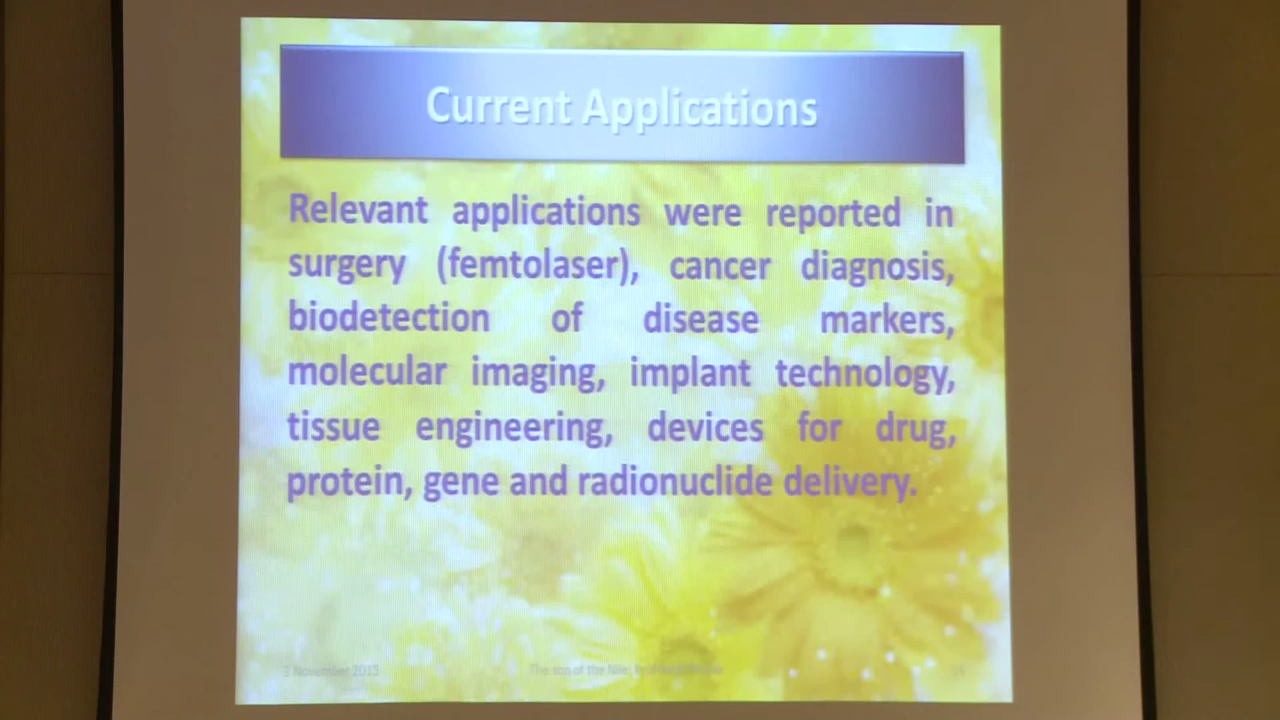 Current Applications
Relevant applications were reported in
surgery (femtolaser), cancer diagnosis,
biodetection of disease markers,
molecular imaging, implant technology,
tissue engineering, devices for drug,
protein, gene and radionuclide delivery.
3 November 2013
The son of the Nile,